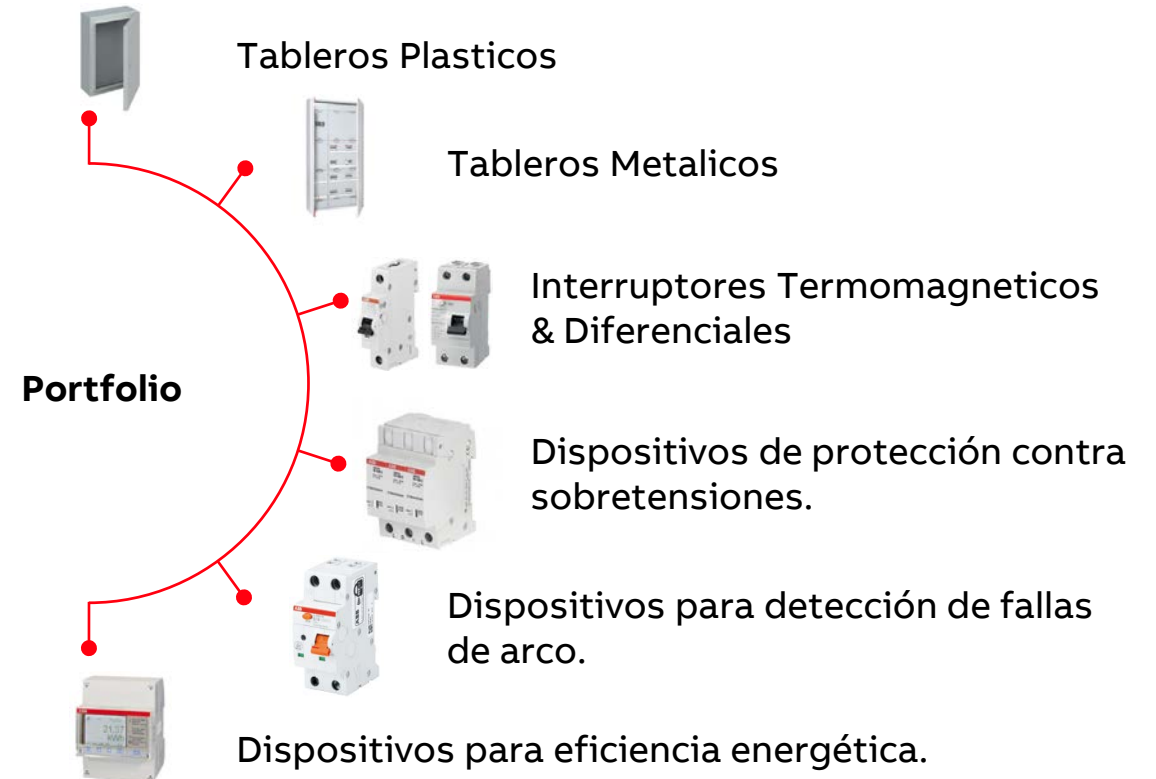 Tableros Plasticos
Tableros Metalicos
Interruptores Termomagneticos
& Diferenciales
Portfolio
Dispositivos de protección contra
sobretensiones.
Dispositivos para detección de fallas
de arco.
Dispositivos para eficiencia energética.